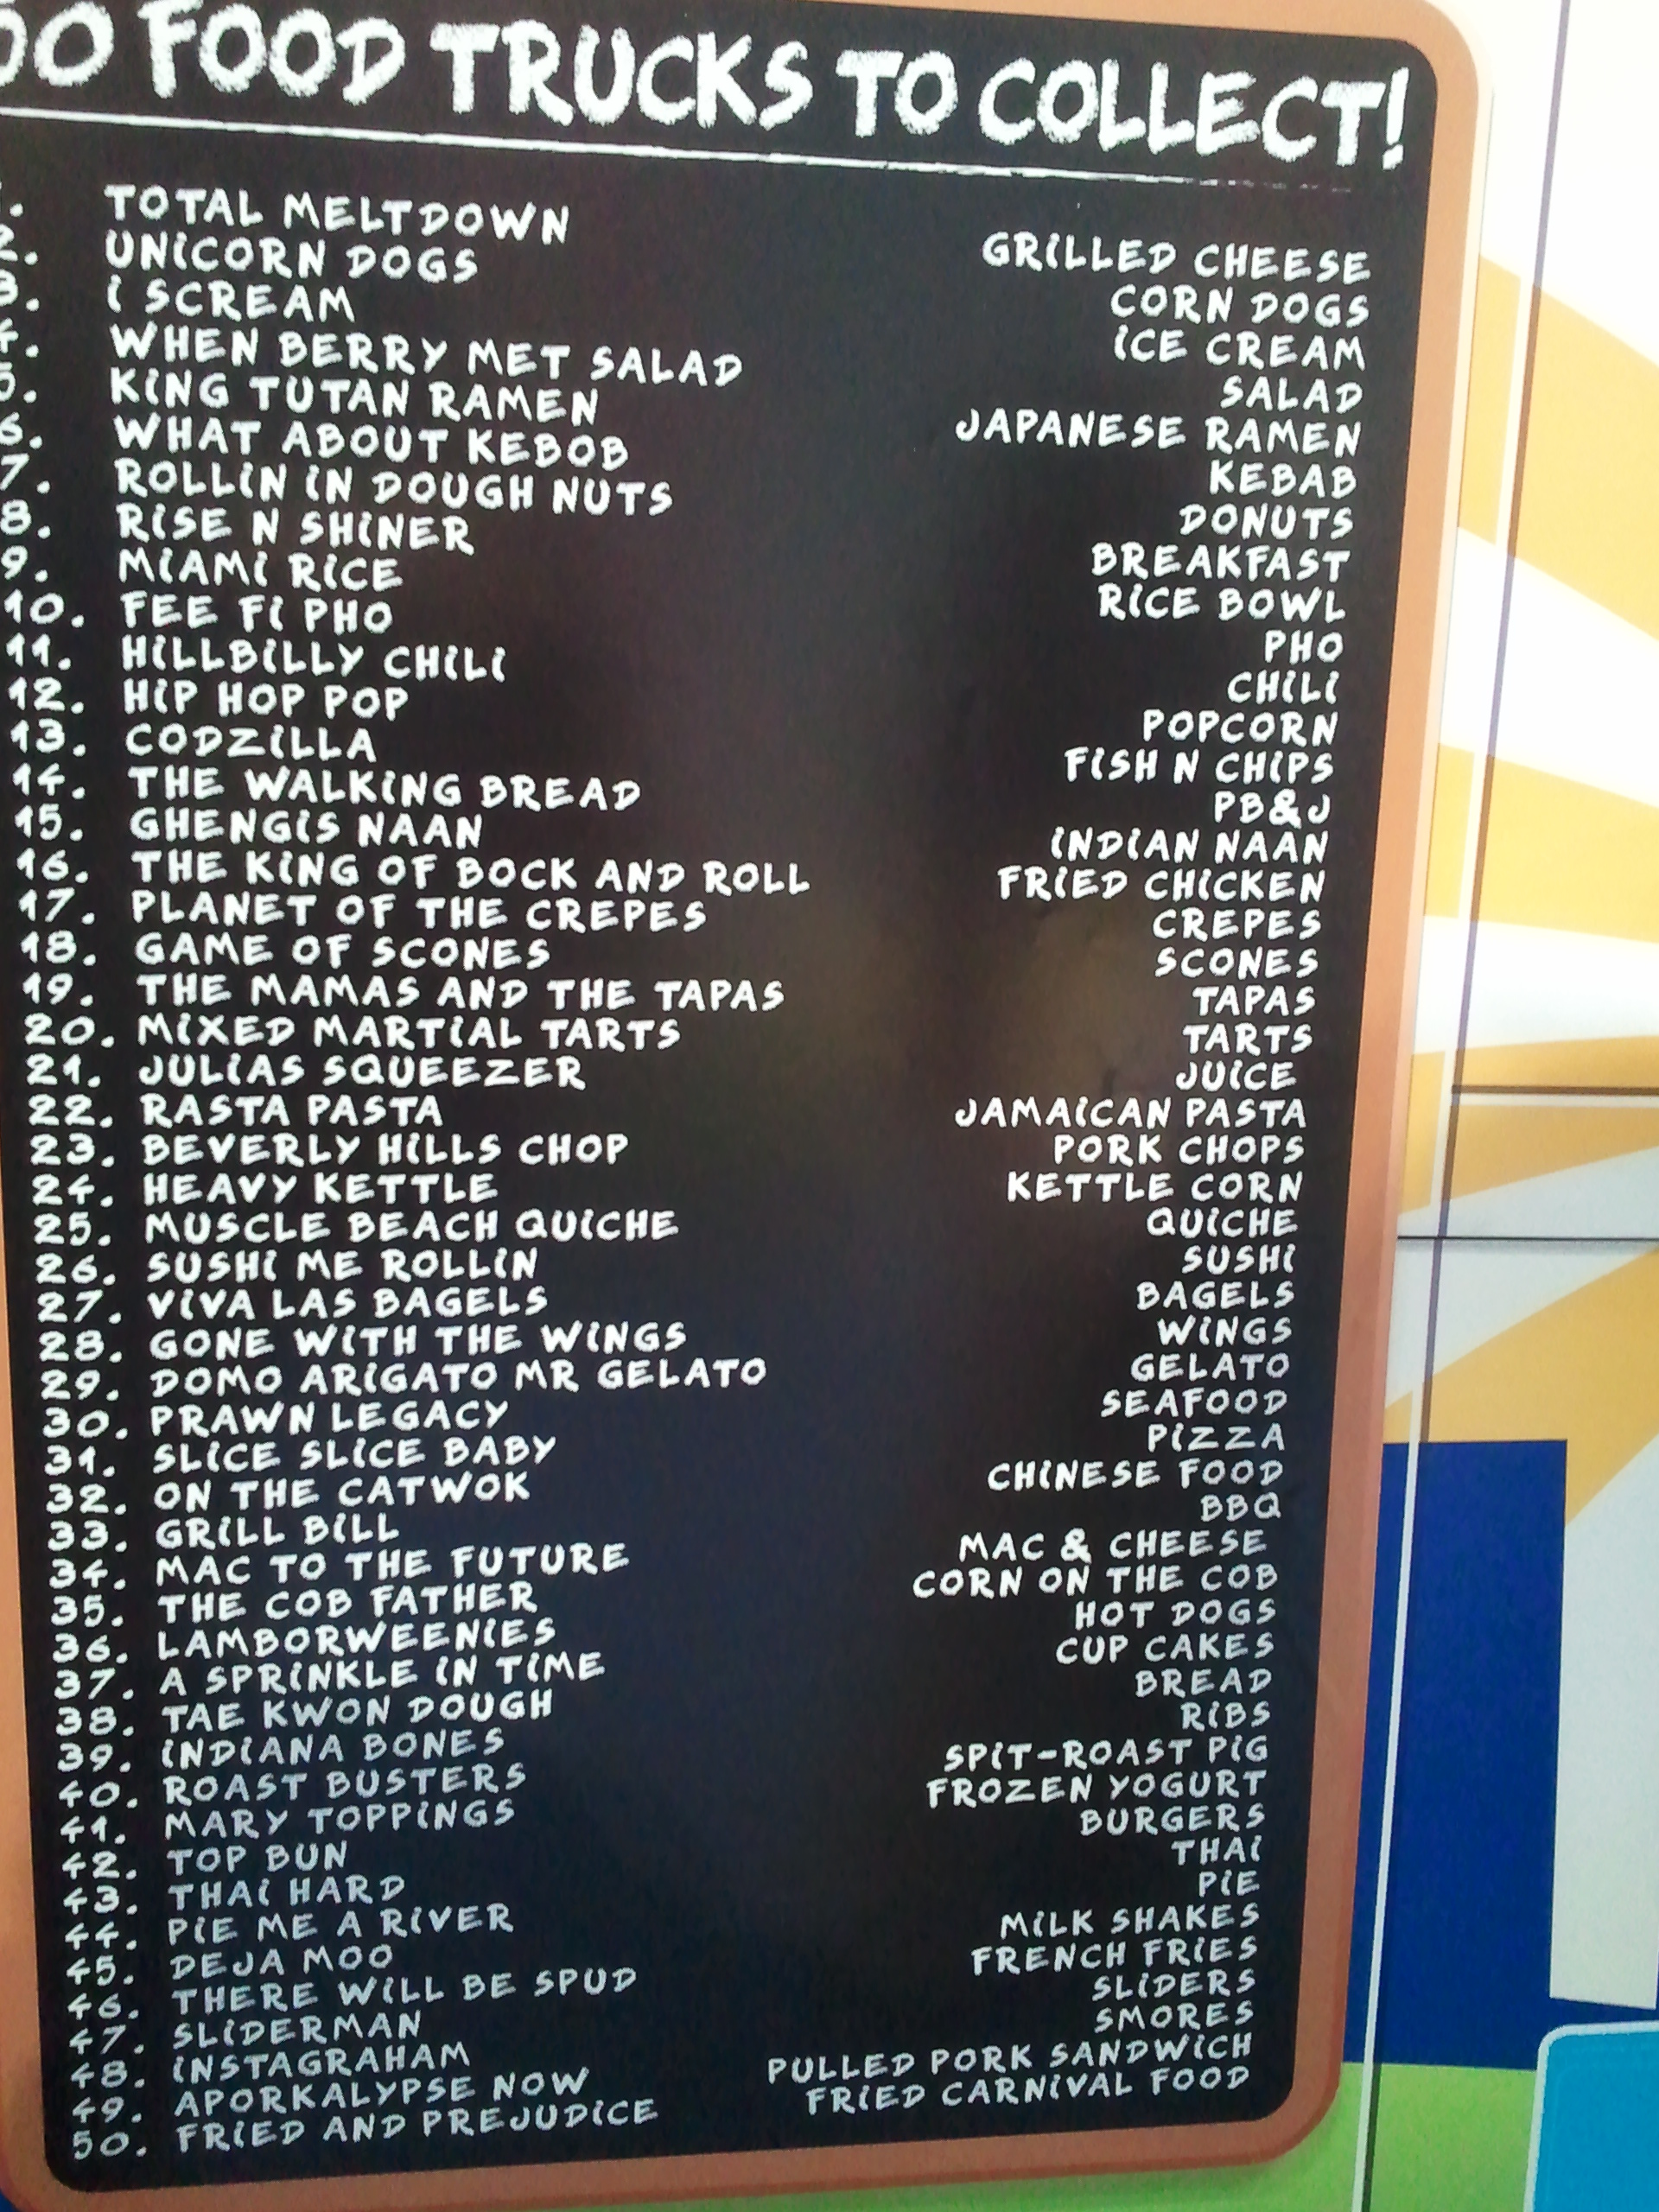 50 FOOD TRUCKS TO COLLECT!
1. TOTAL MELTDOWN GRILLED CHEESE
2. UNICORN DOGS CORN DOGS
3. I SCREAM ICE CREAM
4. WHEN BERRY MET SALAD SALAD
5. KING TUTAN RAMEN JAPANESE RAMEN
6. WHAT ABOUT KEBOB KEBAB
7. ROLLIN IN DOUGH NUTS DONUTS
8. RISE N SHINER BREAKFAST
9. MIAMI RICE RICE BOWL
10. FEE FI PHO PHO
11. HILLBILLY CHILI CHILI
12. HIP HOP POP POPCORN
13. CODZILLA FISH N CHIPS
14. THE WALKING BREAD PB&J
15. GHENGIS NAAN INDIAN NAAN
16. THE KING OF BOCK AND ROLL FRIED CHICKEN
17. PLANET OF THE CREPES CREPES
18. GAME OF SCONES SCONES
19. THE MAMAS AND THE TAPAS TAPAS
20. MIXED MARTIAL TARTS TARTS
21. JULIAS SQUEEZER JUICE
22. RASTA PASTA JAMAICAN PASTA
23. BEVERLY HILLS CHOP PORK CHOPS
24. HEAVY KETTLE KETTLE CORN
25. MUSCLE BEACH QUICHE QUICHE
26. SUSHI ME ROLLIN SUSHI
27. VIVA LAS BAGELS BAGELS
28. GONE WITH THE WINGS WINGS
29. DOMO ARIGATO MR GELATO GELATO
30. PRAWN LEGACY SEAFOOD
31. SLICE SLICE BABY PIZZA
32. ON THE CATWOK CHINESE FOOD
33. GRILL BILL BBQ
34. MAC TO THE FUTURE MAC & CHEESE
35. THE COB FATHER CORN ON THE COB
36. LAMBORWEENIES HOT DOGS
37. A SPRINKLE IN TIME CUP CAKES
38. TAE KWON DOUGH BREAD
39. INDIANA BONES RIBS
40. ROAST BUSTERS SPIT-ROAST PIG
41. MARY TOPPINGS FROZEN YOGURT
42. TOP BUN BURGERS
43. THAI HARD THAI
44. PIE ME A RIVER PIE
45. DEJA MOO MILK SHAKES
46. THERE WILL BE SPUD FRENCH FRIES
47. SLIDERMAN SLIDERS
48. INSTAGRAHAM SMORES
49. APORKALYPSE NOW PULLED PORK SANDWICH
50. FRIED AND PREJUDICE FRIED CARNIVAL FOOD